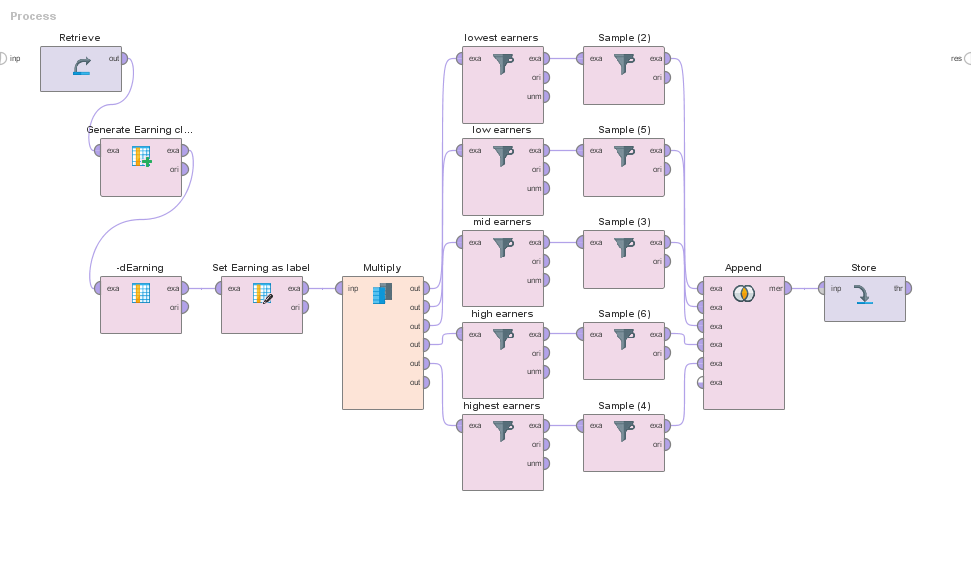 Process
inp
Retrieve
out
Generate Earning cl...
exa exa
ori
-dEarning
exa exa
ori
Set Earning as label
exa exa
ori
Multiply
inp out
out
out
out
out
out
lowest earners
exa exa
ori
unm
Sample (2)
exa exa
ori
low earners
exa exa
ori
unm
Sample (5)
exa exa
ori
mid earners
exa exa
ori
unm
Sample (3)
exa exa
ori
high earners
exa exa
ori
unm
Sample (6)
exa exa
ori
highest earners
exa exa
ori
unm
Sample (4)
exa exa
ori
Append
exa mer
exa
exa
exa
exa
exa
Store
inp thr
res